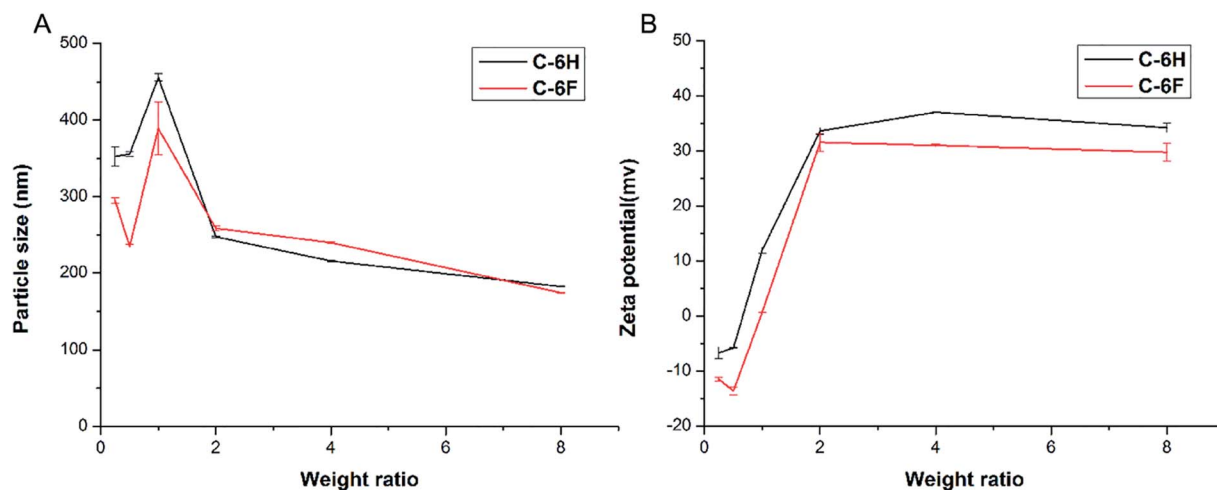 A
500
400
300
200
100
0
Particle size (nm)
C-6H
C-6F
0
2
4
6
8
Weight ratio
B
50
40
30
20
10
0
-10
-20
Zeta potential(mv)
C-6H
C-6F
0
2
4
6
8
Weight ratio